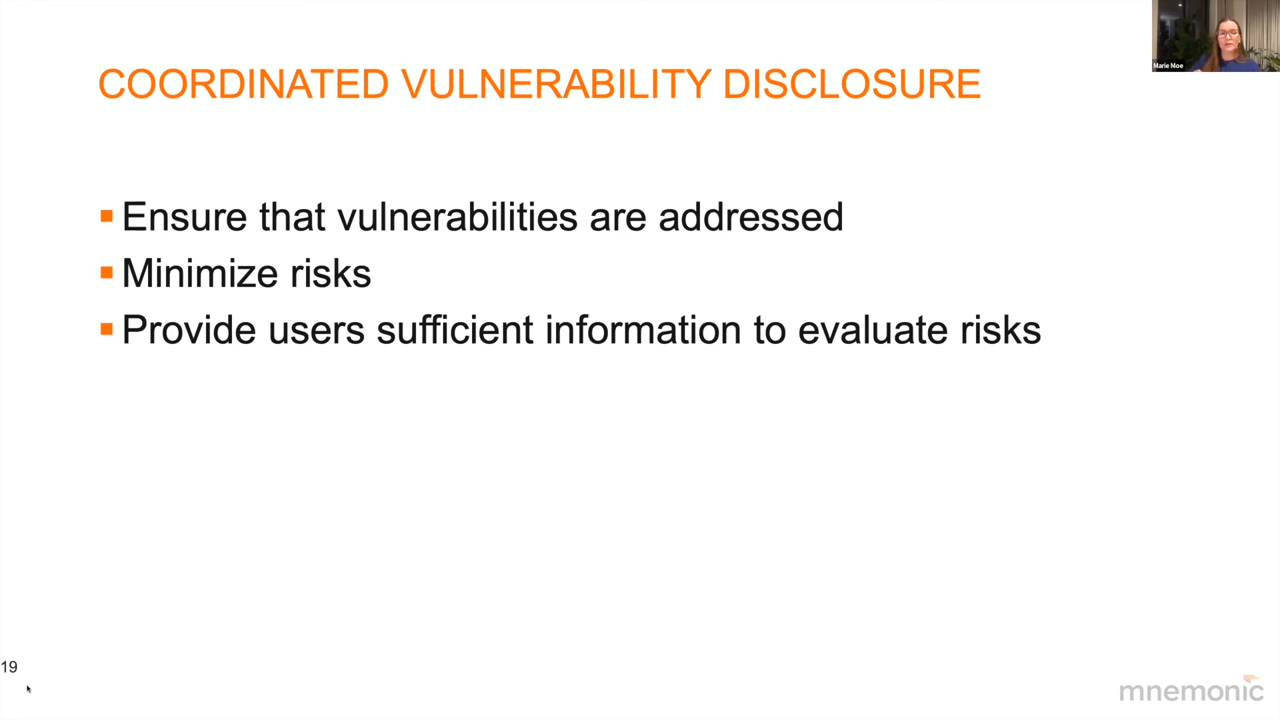 Marie Moe
COORDINATED VULNERABILITY DISCLOSURE
Ensure that vulnerabilities are addressed
Minimize risks
Provide users sufficient information to evaluate risks
19
mnemonic